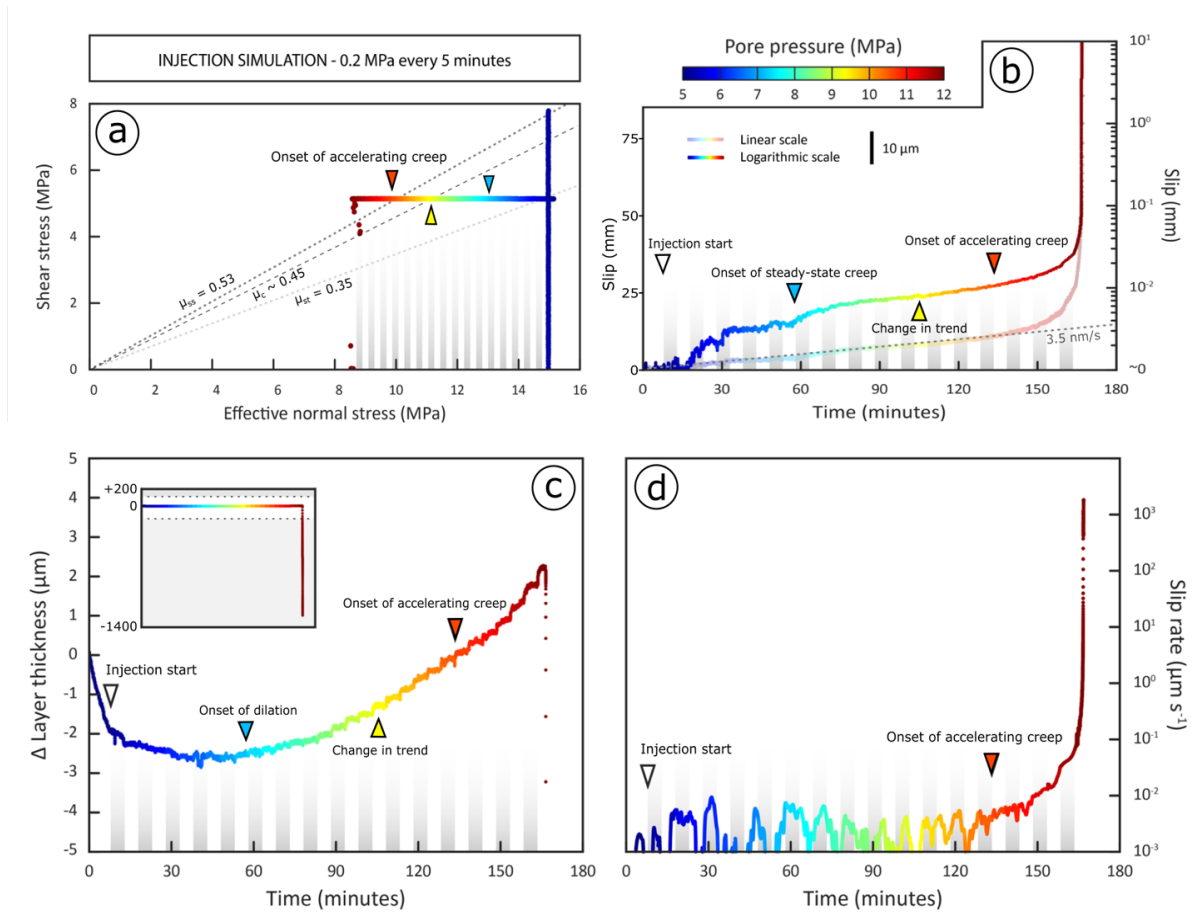 INJECTION SIMULATION - 0.2 MPa every 5 minutes
a
Shear stress (MPa)
8
6
4
2
0
Onset of accelerating creep
μss = 0.53
μc ~ 0.45
μst = 0.35
0 2 4 6 8 10 12 14 16
Effective normal stress (MPa)
Pore pressure (MPa)
5 6 7 8 9 10 11 12
b
Linear scale
Logarithmic scale
10 μm
Slip (mm)
75
50
25
0
Injection start
Onset of steady-state creep
Onset of accelerating creep
Change in trend
3.5 nm/s
10¹
10⁰
10⁻¹
10⁻²
~0
Slip (mm)
0 30 60 90 120 150 180
Time (minutes)
c
Δ Layer thickness (μm)
5
4
3
2
1
0
-1
-2
-3
-4
-5
+200
0
-1400
Injection start
Onset of dilation
Onset of accelerating creep
Change in trend
0 30 60 90 120 150 180
Time (minutes)
d
Injection start
Onset of accelerating creep
10³
10²
10¹
10⁰
10⁻¹
10⁻²
10⁻³
Slip rate (μm s⁻¹)
0 30 60 90 120 150 180
Time (minutes)